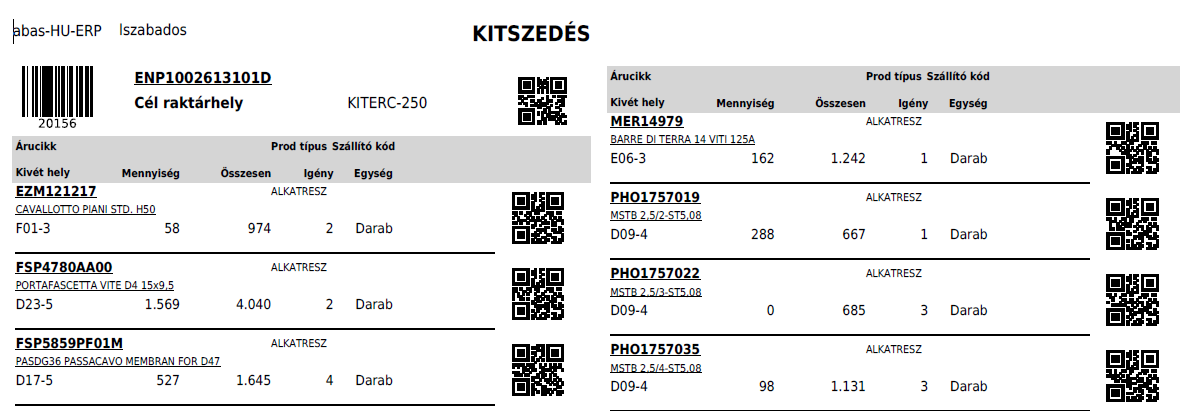 abas-HU-ERP lszabados
KITSZEDÉS
ENP1002613101D
Cél raktárhely KITERC-250
20156
Árucikk Prod típus Szállító kód
Kivét hely Mennyiség Összesen Igény Egység
EZM121217 ALKATRESZ
CAVALLOTTO PIANI STD. H50
F01-3 58 974 2 Darab
FSP4780AA00 ALKATRESZ
PORTAFASCETTA VITE D4 15x9,5
D23-5 1.569 4.040 2 Darab
FSP5859PF01M ALKATRESZ
PASDG36 PASSACAVO MEMBRAN FOR D47
D17-5 527 1.645 4 Darab
Árucikk Prod típus Szállító kód
Kivét hely Mennyiség Összesen Igény Egység
MER14979 ALKATRESZ
BARRE DI TERRA 14 VITI 125A
E06-3 162 1.242 1 Darab
PHO1757019 ALKATRESZ
MSTB 2,5/2-ST5,08
D09-4 288 667 1 Darab
PHO1757022 ALKATRESZ
MSTB 2,5/3-ST5,08
D09-4 0 685 3 Darab
PHO1757035 ALKATRESZ
MSTB 2,5/4-ST5,08
D09-4 98 1.131 3 Darab